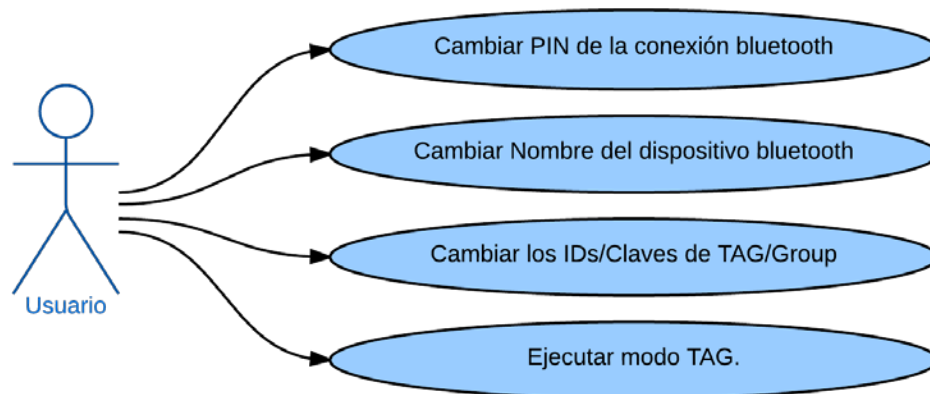 Cambiar PIN de la conexión bluetooth
Cambiar Nombre del dispositivo bluetooth
Cambiar los IDs/Claves de TAG/Group
Usuario
Ejecutar modo TAG.